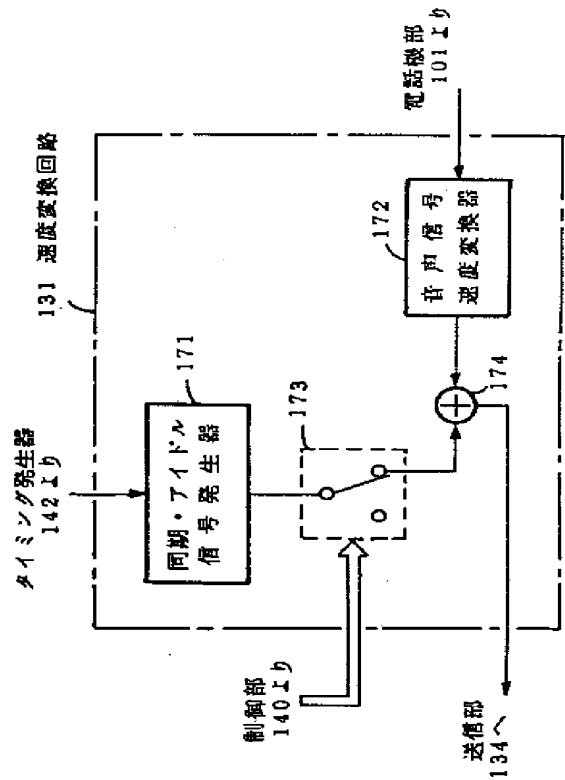 131 速度変換回路
タイミング発生器
142より
171
同期・アイドル
信号発生器
制御部
140より
173
電話機部
101より
172
音声信号
速度変換器
174
送信部
134へ